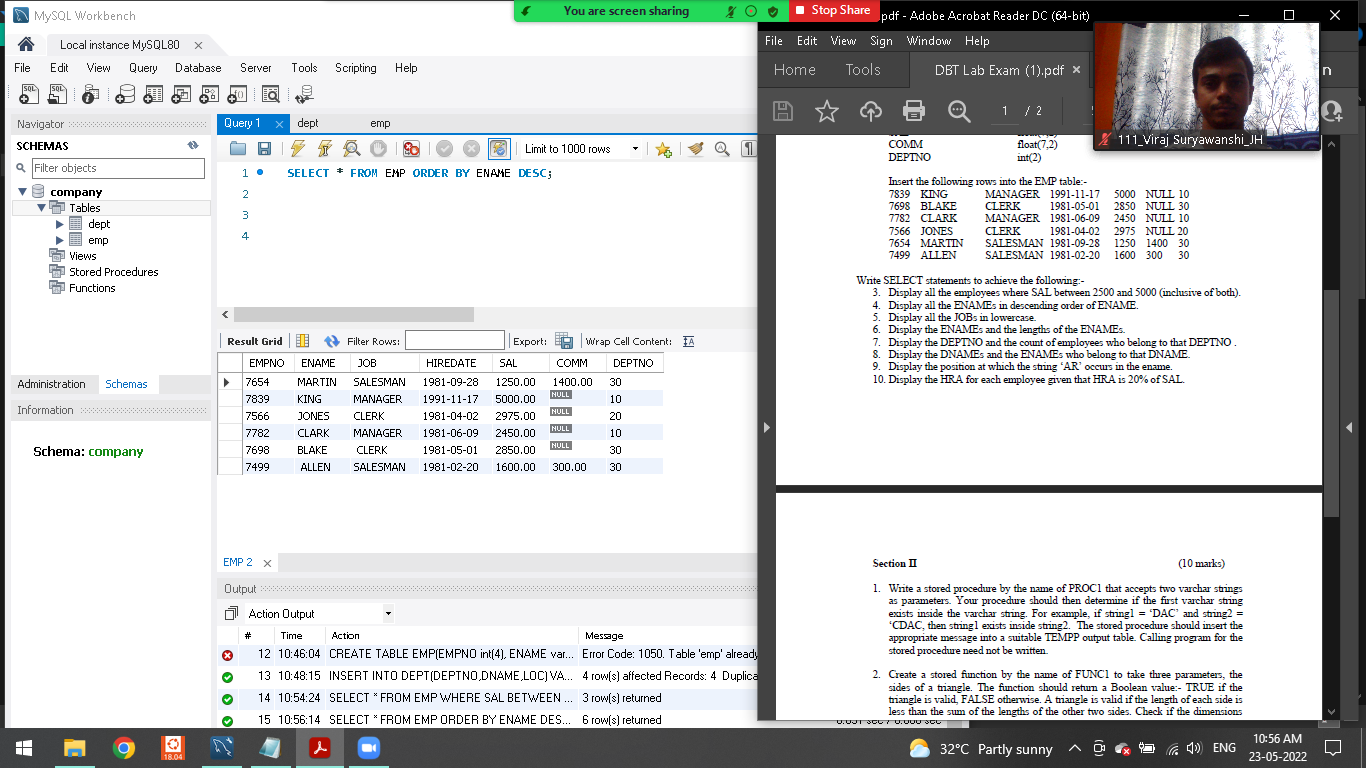 MySQL Workbench
You are screen sharing
Stop Share
.pdf - Adobe Acrobat Reader DC (64-bit)
Local instance MySQL80
File Edit View Query Database Server Tools Scripting Help
File Edit View Sign Window Help
Home Tools DBT Lab Exam (1).pdf
n
1 / 2
111_Viraj Suryawanshi_JH
Navigator
SCHEMAS
Filter objects
company
Tables
dept
emp
Views
Stored Procedures
Functions
Administration Schemas
Information
Schema: company
Query 1 dept emp
Limit to 1000 rows
1 SELECT * FROM EMP ORDER BY ENAME DESC;
2
3
4
Result Grid Filter Rows: Export: Wrap Cell Content:
EMPNO ENAME JOB HIREDATE SAL COMM DEPTNO
7654 MARTIN SALESMAN 1981-09-28 1250.00 1400.00 30
7839 KING MANAGER 1991-11-17 5000.00 NULL 10
7566 JONES CLERK 1981-04-02 2975.00 NULL 20
7782 CLARK MANAGER 1981-06-09 2450.00 NULL 10
7698 BLAKE CLERK 1981-05-01 2850.00 NULL 30
7499 ALLEN SALESMAN 1981-02-20 1600.00 300.00 30
EMP 2
Output
Action Output
# Time Action Message
12 10:46:04 CREATE TABLE EMP(EMPNO int(4), ENAME var... Error Code: 1050. Table 'emp' already
13 10:48:15 INSERT INTO DEPT(DEPTNO,DNAME,LOC) VA... 4 row(s) affected Records: 4 Duplica
14 10:54:24 SELECT * FROM EMP WHERE SAL BETWEEN ... 3 row(s) returned
15 10:56:14 SELECT * FROM EMP ORDER BY ENAME DES... 6 row(s) returned
COMM float(7,2)
DEPTNO int(2)
Insert the following rows into the EMP table:-
7839 KING MANAGER 1991-11-17 5000 NULL 10
7698 BLAKE CLERK 1981-05-01 2850 NULL 30
7782 CLARK MANAGER 1981-06-09 2450 NULL 10
7566 JONES CLERK 1981-04-02 2975 NULL 20
7654 MARTIN SALESMAN 1981-09-28 1250 1400 30
7499 ALLEN SALESMAN 1981-02-20 1600 300 30
Write SELECT statements to achieve the following:-
3. Display all the employees where SAL between 2500 and 5000 (inclusive of both).
4. Display all the ENAMEs in descending order of ENAME.
5. Display all the JOBs in lowercase.
6. Display the ENAMEs and the lengths of the ENAMEs.
7. Display the DEPTNO and the count of employees who belong to that DEPTNO .
8. Display the DNAMEs and the ENAMEs who belong to that DNAME.
9. Display the position at which the string ‘AR’ occurs in the ename.
10. Display the HRA for each employee given that HRA is 20% of SAL.
Section II (10 marks)
1. Write a stored procedure by the name of PROC1 that accepts two varchar strings
as parameters. Your procedure should then determine if the first varchar string
exists inside the varchar string. For example, if string1 = ‘DAC’ and string2 =
‘CDAC, then string1 exists inside string2. The stored procedure should insert the
appropriate message into a suitable TEMPP output table. Calling program for the
stored procedure need not be written.
2. Create a stored function by the name of FUNC1 to take three parameters, the
sides of a triangle. The function should return a Boolean value:- TRUE if the
triangle is valid, FALSE otherwise. A triangle is valid if the length of each side is
less than the sum of the lengths of the other two sides. Check if the dimensions
18.04
32°C Partly sunny
ENG
10:56 AM
23-05-2022